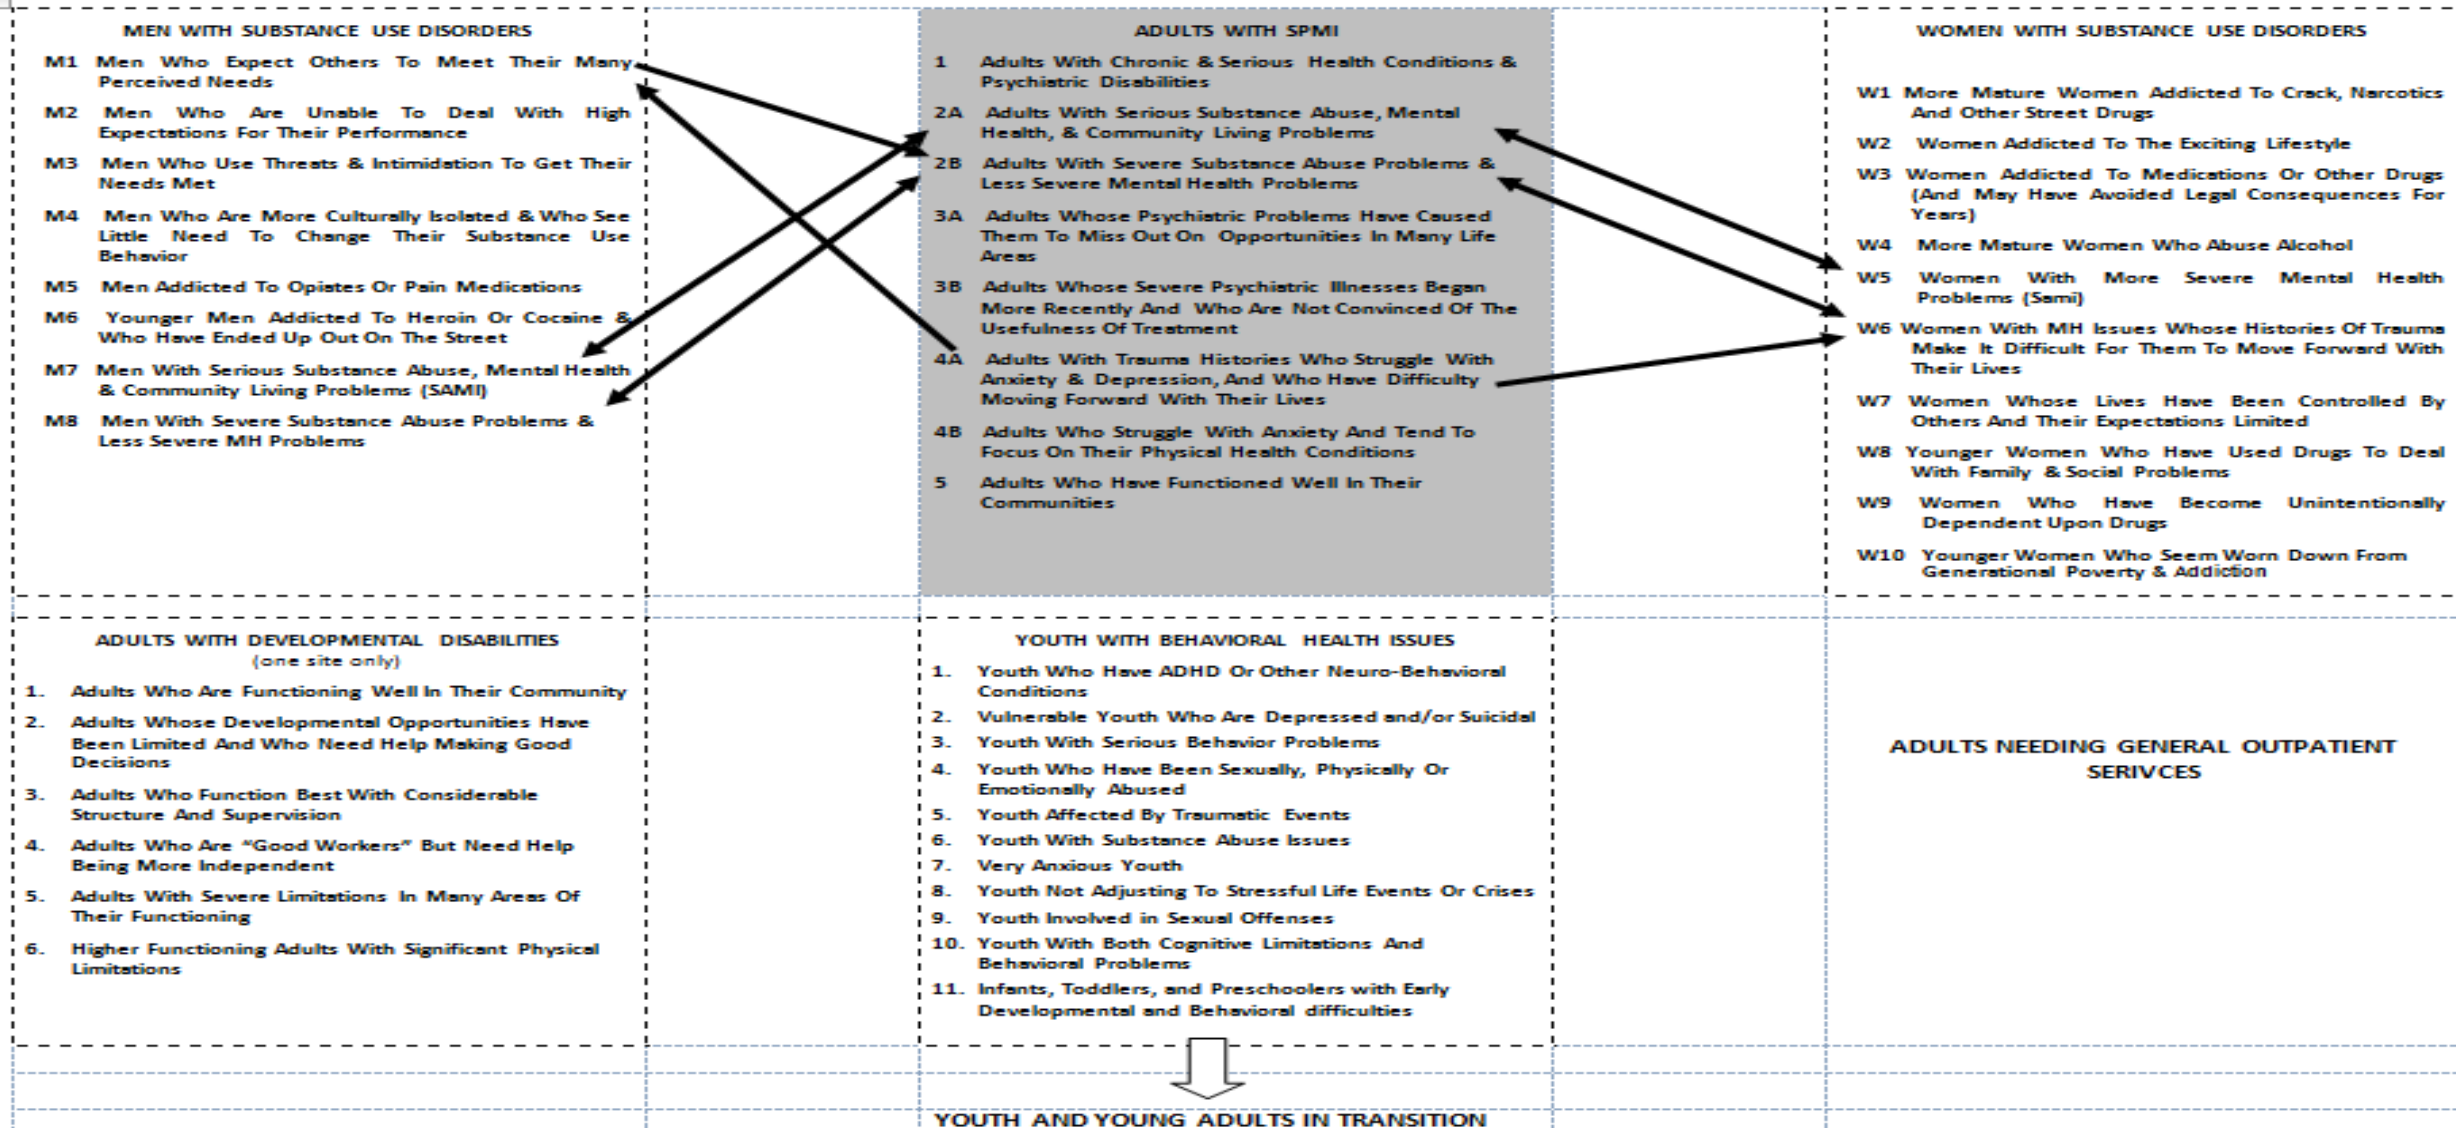 MEN WITH SUBSTANCE USE DISORDERS
M1 Men Who Expect Others To Meet Their Many
Perceived Needs
M2 Men Who Are Unable To Deal With High
Expectations For Their Performance
M3 Men Who Use Threats & Intimidation To Get Their
Needs Met
M4 Men Who Are More Culturally Isolated & Who See
Little Need To Change Their Substance Use
Behavior
M5 Men Addicted To Opiates Or Pain Medications
M6 Younger Men Addicted To Heroin Or Cocaine &
Who Have Ended Up Out On The Street
M7 Men With Serious Substance Abuse, Mental Health
& Community Living Problems (SAMI)
M8 Men With Severe Substance Abuse Problems &
Less Severe MH Problems
ADULTS WITH SPMI
1 Adults With Chronic & Serious Health Conditions &
Psychiatric Disabilities
2A Adults With Serious Substance Abuse, Mental
Health, & Community Living Problems
2B Adults With Severe Substance Abuse Problems &
Less Severe Mental Health Problems
3A Adults Whose Psychiatric Problems Have Caused
Them To Miss Out On Opportunities In Many Life
Areas
3B Adults Whose Severe Psychiatric Illnesses Began
More Recently And Who Are Not Convinced Of The
Usefulness Of Treatment
4A Adults With Trauma Histories Who Struggle With
Anxiety & Depression, And Who Have Difficulty
Moving Forward With Their Lives
4B Adults Who Struggle With Anxiety And Tend To
Focus On Their Physical Health Conditions
5 Adults Who Have Functioned Well In Their
Communities
WOMEN WITH SUBSTANCE USE DISORDERS
W1 More Mature Women Addicted To Crack, Narcotics
And Other Street Drugs
W2 Women Addicted To The Exciting Lifestyle
W3 Women Addicted To Medications Or Other Drugs
(And May Have Avoided Legal Consequences For
Years)
W4 More Mature Women Who Abuse Alcohol
W5 Women With More Severe Mental Health
Problems (Sami)
W6 Women With MH Issues Whose Histories Of Trauma
Make It Difficult For Them To Move Forward With
Their Lives
W7 Women Whose Lives Have Been Controlled By
Others And Their Expectations Limited
W8 Younger Women Who Have Used Drugs To Deal
With Family & Social Problems
W9 Women Who Have Become Unintentionally
Dependent Upon Drugs
W10 Younger Women Who Seem Worn Down From
Generational Poverty & Addiction
ADULTS WITH DEVELOPMENTAL DISABILITIES
(one site only)
1. Adults Who Are Functioning Well In Their Community
2. Adults Whose Developmental Opportunities Have
Been Limited And Who Need Help Making Good
Decisions
3. Adults Who Function Best With Considerable
Structure And Supervision
4. Adults Who Are “Good Workers” But Need Help
Being More Independent
5. Adults With Severe Limitations In Many Areas Of
Their Functioning
6. Higher Functioning Adults With Significant Physical
Limitations
YOUTH WITH BEHAVIORAL HEALTH ISSUES
1. Youth Who Have ADHD Or Other Neuro-Behavioral
Conditions
2. Vulnerable Youth Who Are Depressed and/or Suicidal
3. Youth With Serious Behavior Problems
4. Youth Who Have Been Sexually, Physically Or
Emotionally Abused
5. Youth Affected By Traumatic Events
6. Youth With Substance Abuse Issues
7. Very Anxious Youth
8. Youth Not Adjusting To Stressful Life Events Or Crises
9. Youth Involved in Sexual Offenses
10. Youth With Both Cognitive Limitations And
Behavioral Problems
11. Infants, Toddlers, and Preschoolers with Early
Developmental and Behavioral difficulties
ADULTS NEEDING GENERAL OUTPATIENT
SERIVCES
YOUTH AND YOUNG ADULTS IN TRANSITION